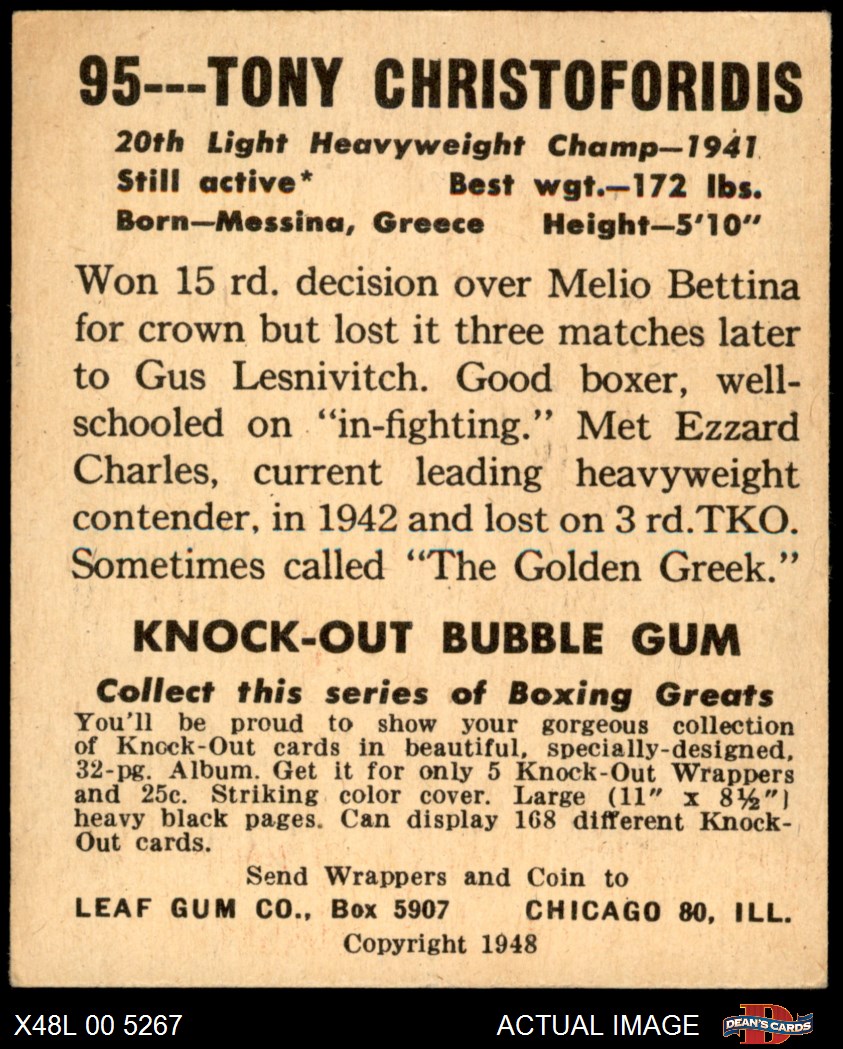 95---TONY CHRISTOFORIDIS
20th Light Heavyweight Champ—1941
Still active* Best wgt.—172 lbs.
Born—Messina, Greece Height—5'10"
Won 15 rd. decision over Melio Bettina
for crown but lost it three matches later
to Gus Lesnivitch. Good boxer, well-
schooled on "in-fighting." Met Ezzard
Charles, current leading heavyweight
contender, in 1942 and lost on 3 rd.TKO.
Sometimes called "The Golden Greek."
KNOCK-OUT BUBBLE GUM
Collect this series of Boxing Greats
You'll be proud to show your gorgeous collection
of Knock-Out cards in beautiful, specially-designed,
32-pg. Album. Get it for only 5 Knock-Out Wrappers
and 25c. Striking color cover. Large (11" x 8½")
heavy black pages. Can display 168 different Knock-
Out cards.
Send Wrappers and Coin to
LEAF GUM CO., Box 5907 CHICAGO 80, ILL.
Copyright 1948
X48L 00 5267 ACTUAL IMAGE DEAN'S CARDS